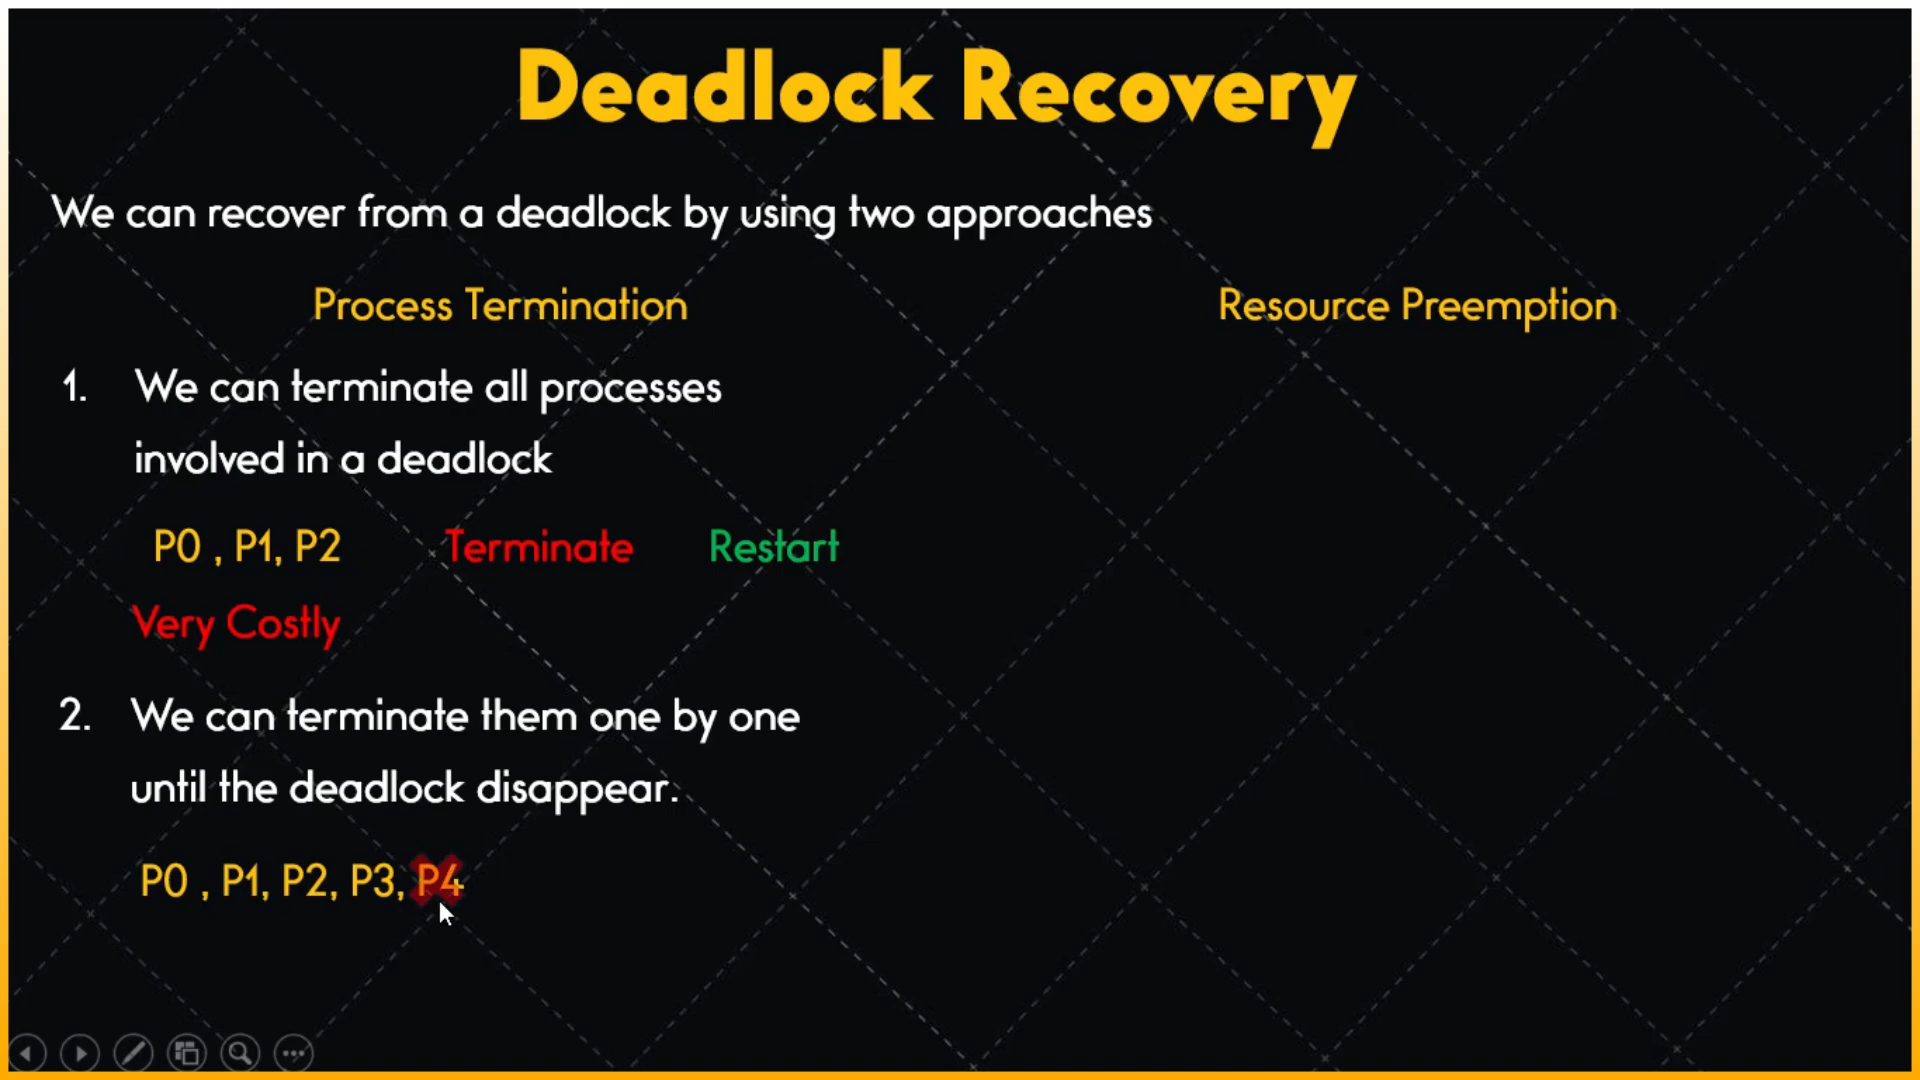 Deadlock Recovery
We can recover from a deadlock by using two approaches
Process Termination
1. We can terminate all processes
involved in a deadlock
P0 , P1, P2 Terminate Restart
Very Costly
2. We can terminate them one by one
until the deadlock disappear.
P0 , P1, P2, P3, P4
Resource Preemption